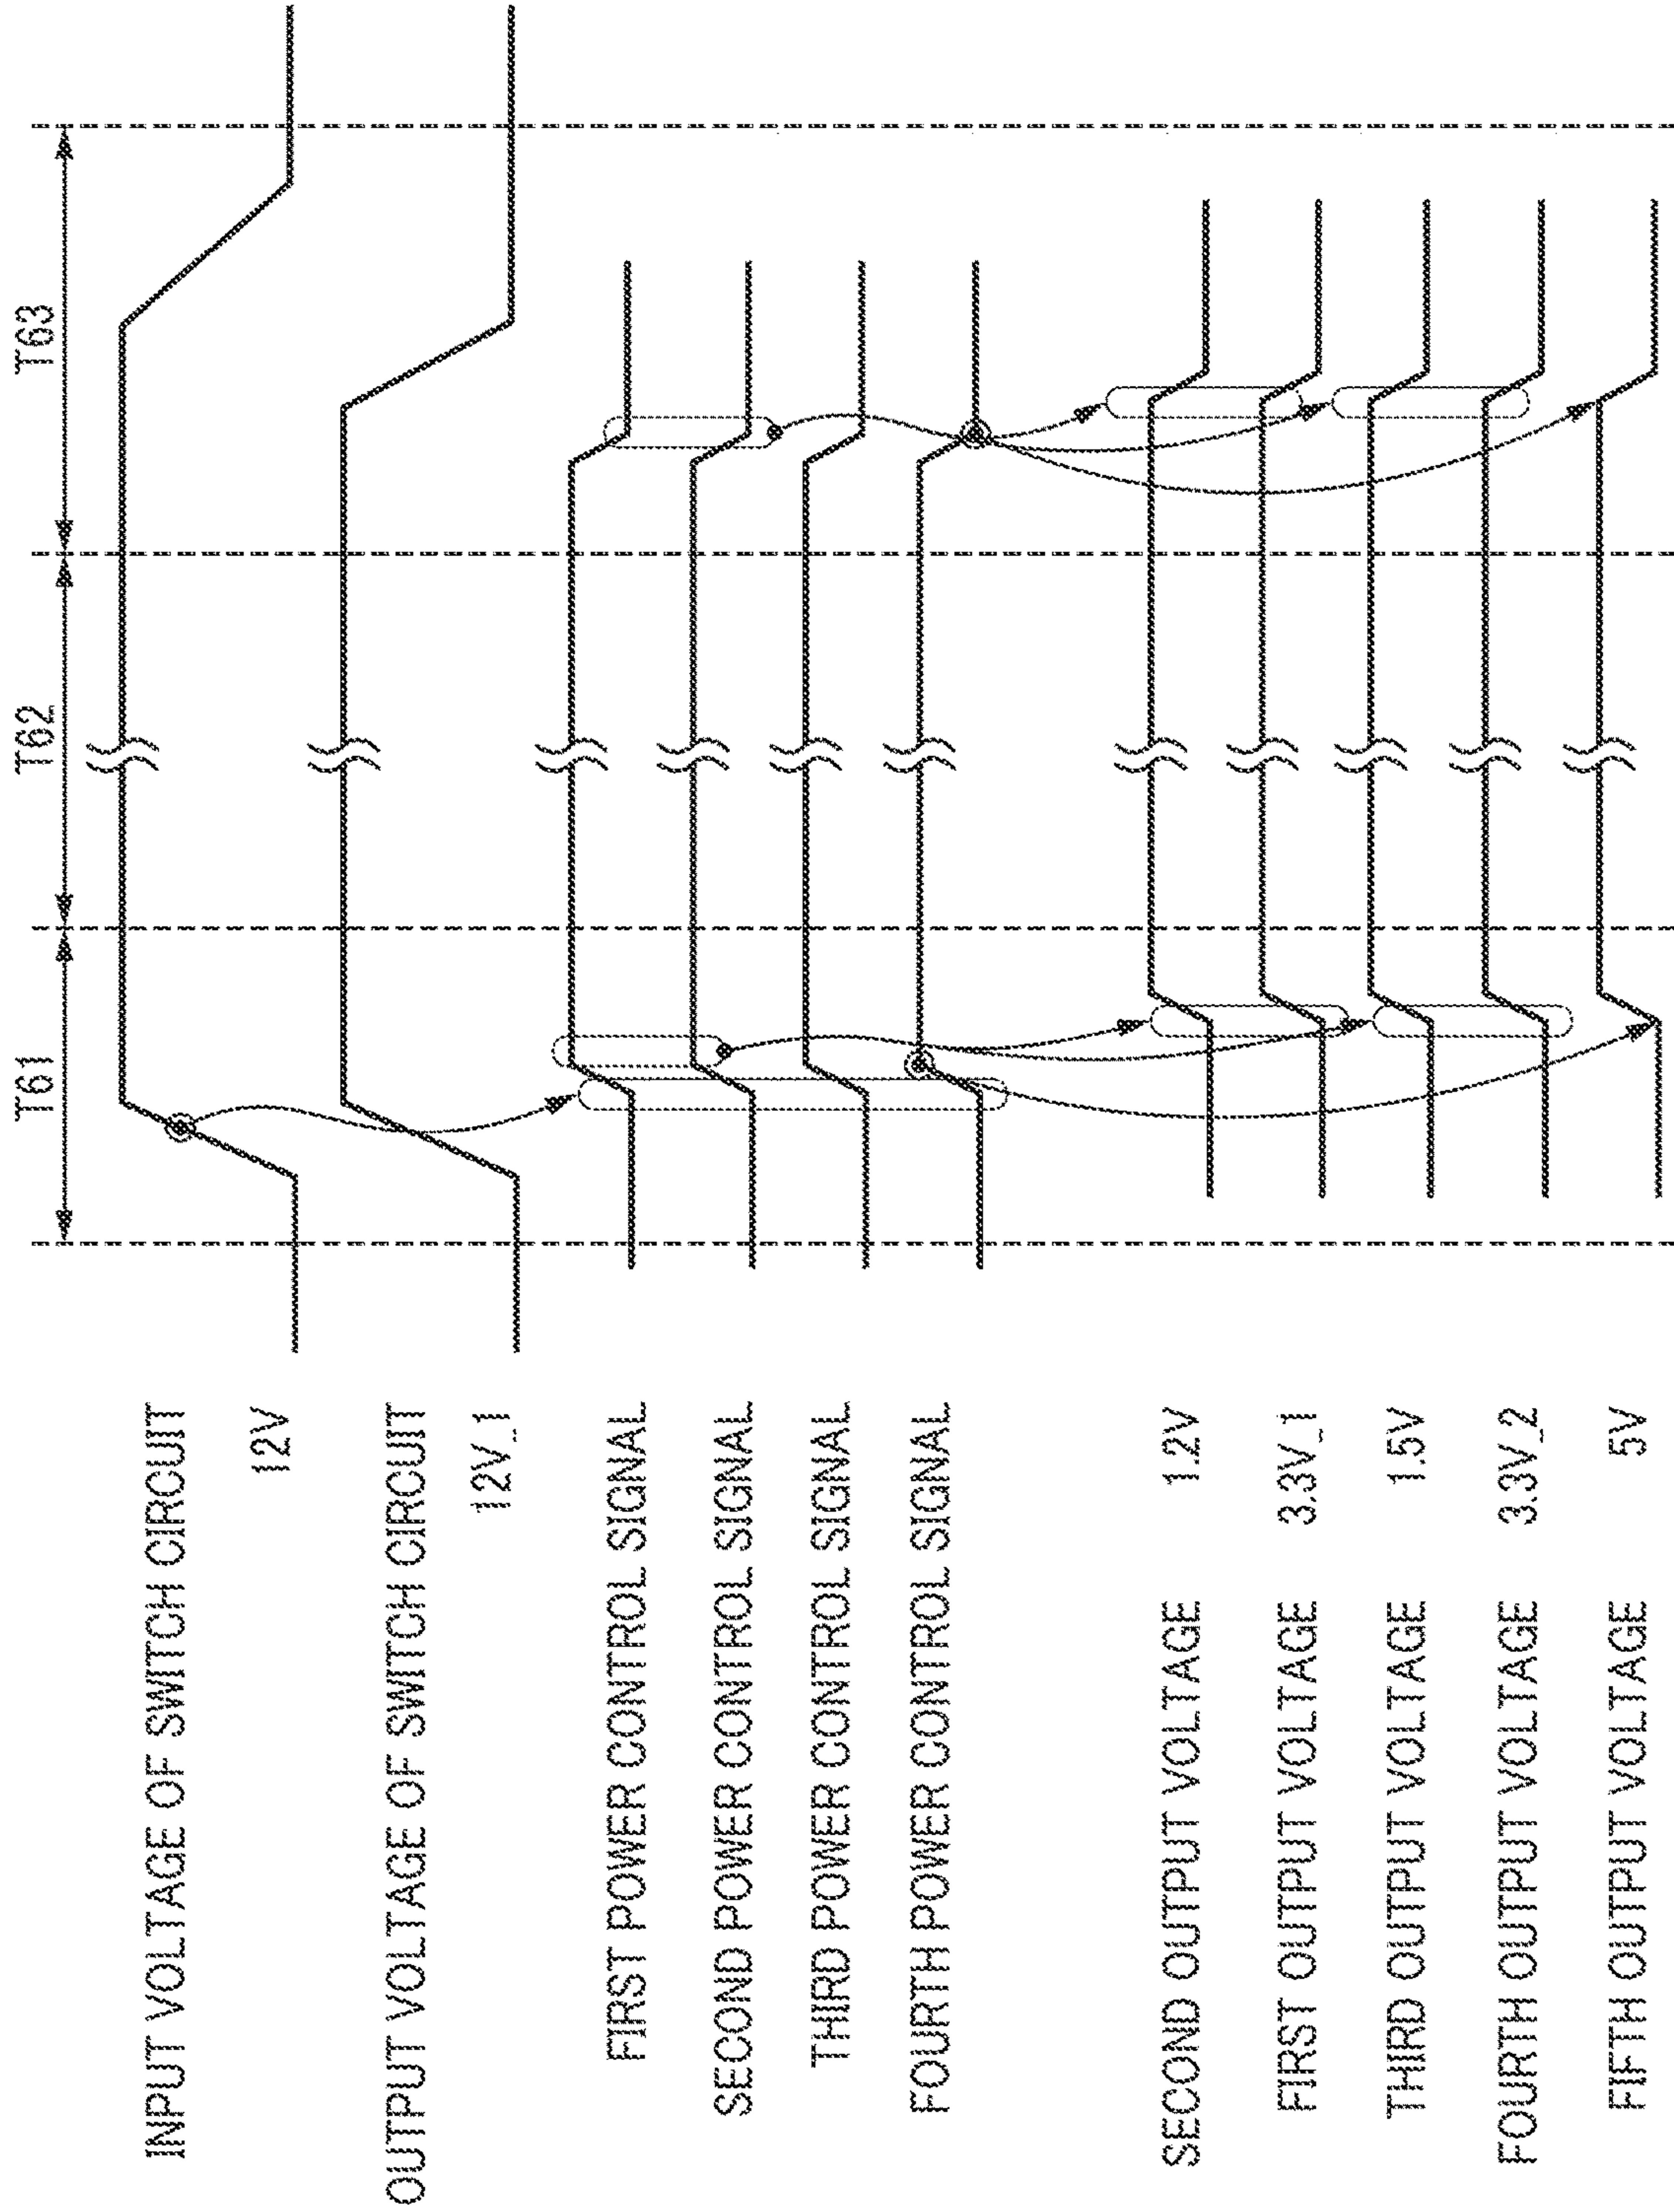 T61
T62
T63
INPUT VOLTAGE OF SWITCH CIRCUIT
12V
OUTPUT VOLTAGE OF SWITCH CIRCUIT
12V_1
FIRST POWER CONTROL SIGNAL
SECOND POWER CONTROL SIGNAL
THIRD POWER CONTROL SIGNAL
FOURTH POWER CONTROL SIGNAL
SECOND OUTPUT VOLTAGE 1.2V
FIRST OUTPUT VOLTAGE 3.3V_1
THIRD OUTPUT VOLTAGE 1.5V
FOURTH OUTPUT VOLTAGE 3.3V_2
FIFTH OUTPUT VOLTAGE 5V